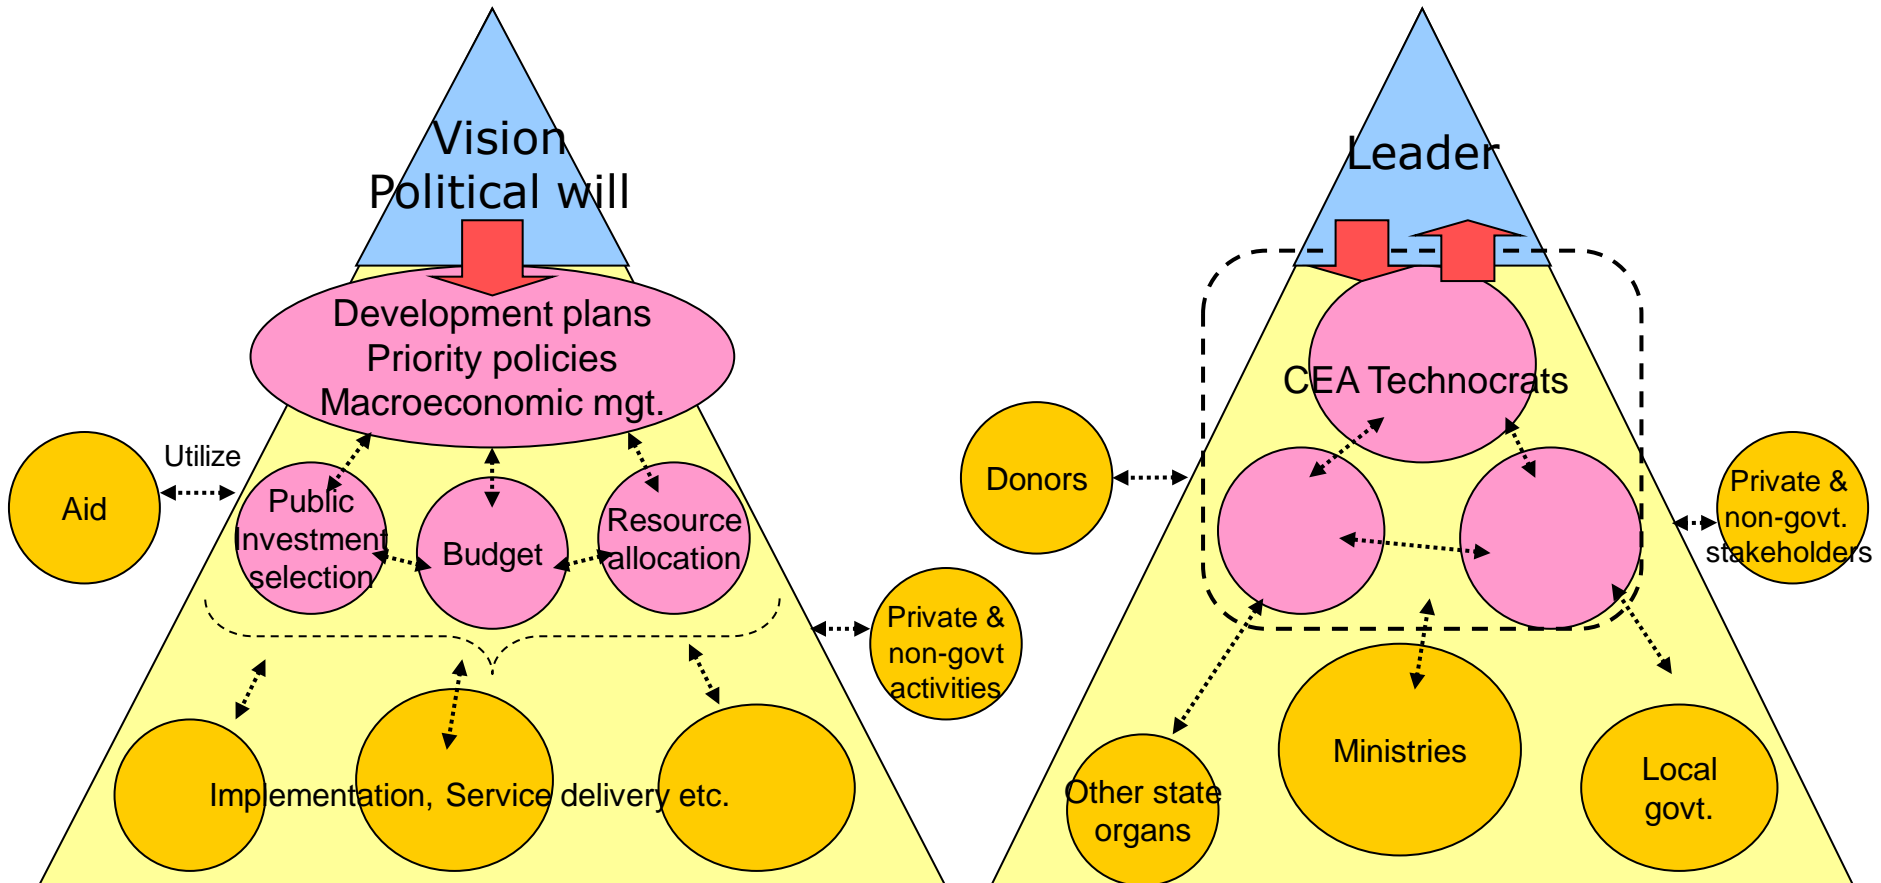 Vision
Political will
Development plans
Priority policies
Macroeconomic mgt.
Utilize
Aid
Public
Investment
selection
Budget
Resource
allocation
Private &
non-govt
activities
Implementation, Service delivery etc.
Leader
CEA Technocrats
Donors
Private &
non-govt.
stakeholders
Ministries
Other state
organs
Local
govt.